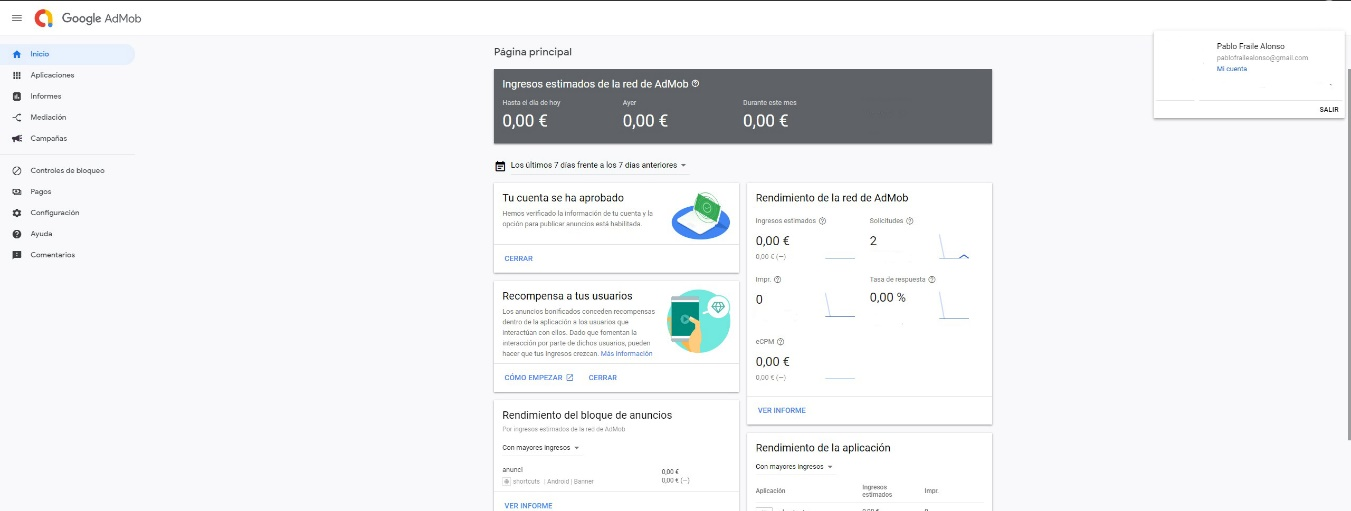 Google AdMob
Inicio
Aplicaciones
Informes
Mediación
Campañas
Controles de bloqueo
Pagos
Configuración
Ayuda
Comentarios
Página principal
Ingresos estimados de la red de AdMob
Hasta el día de hoy
Ayer
Durante este mes
0,00 €
0,00 €
0,00 €
Los últimos 7 días frente a los 7 días anteriores
Tu cuenta se ha aprobado
Hemos verificado la información de tu cuenta y la
opción para publicar anuncios está habilitada.
CERRAR
Recompensa a tus usuarios
Los anuncios bonificados conceden recompensas
dentro de la aplicación a los usuarios que
interactúan con ellos. Dado que fomentan la
interacción por parte de dichos usuarios, pueden
hacer que tus ingresos crezcan. Más información
CÓMO EMPEZAR
CERRAR
Rendimiento del bloque de anuncios
Por ingresos estimados de la red de AdMob
Con mayores ingresos
anunci
0,00 €
shortcuts | Android | Banner
0,00 € (—)
VER INFORME
Rendimiento de la red de AdMob
Ingresos estimados
Solicitudes
0,00 €
2
0,00 € (—)
Impr.
Tasa de respuesta
0
0,00 %
eCPM
0,00 €
0,00 € (—)
VER INFORME
Rendimiento de la aplicación
Con mayores ingresos
Aplicación
Ingresos
estimados
Impr.
Pablo Fraile Alonso
pablofrailealonso@gmail.com
Mi cuenta
SALIR